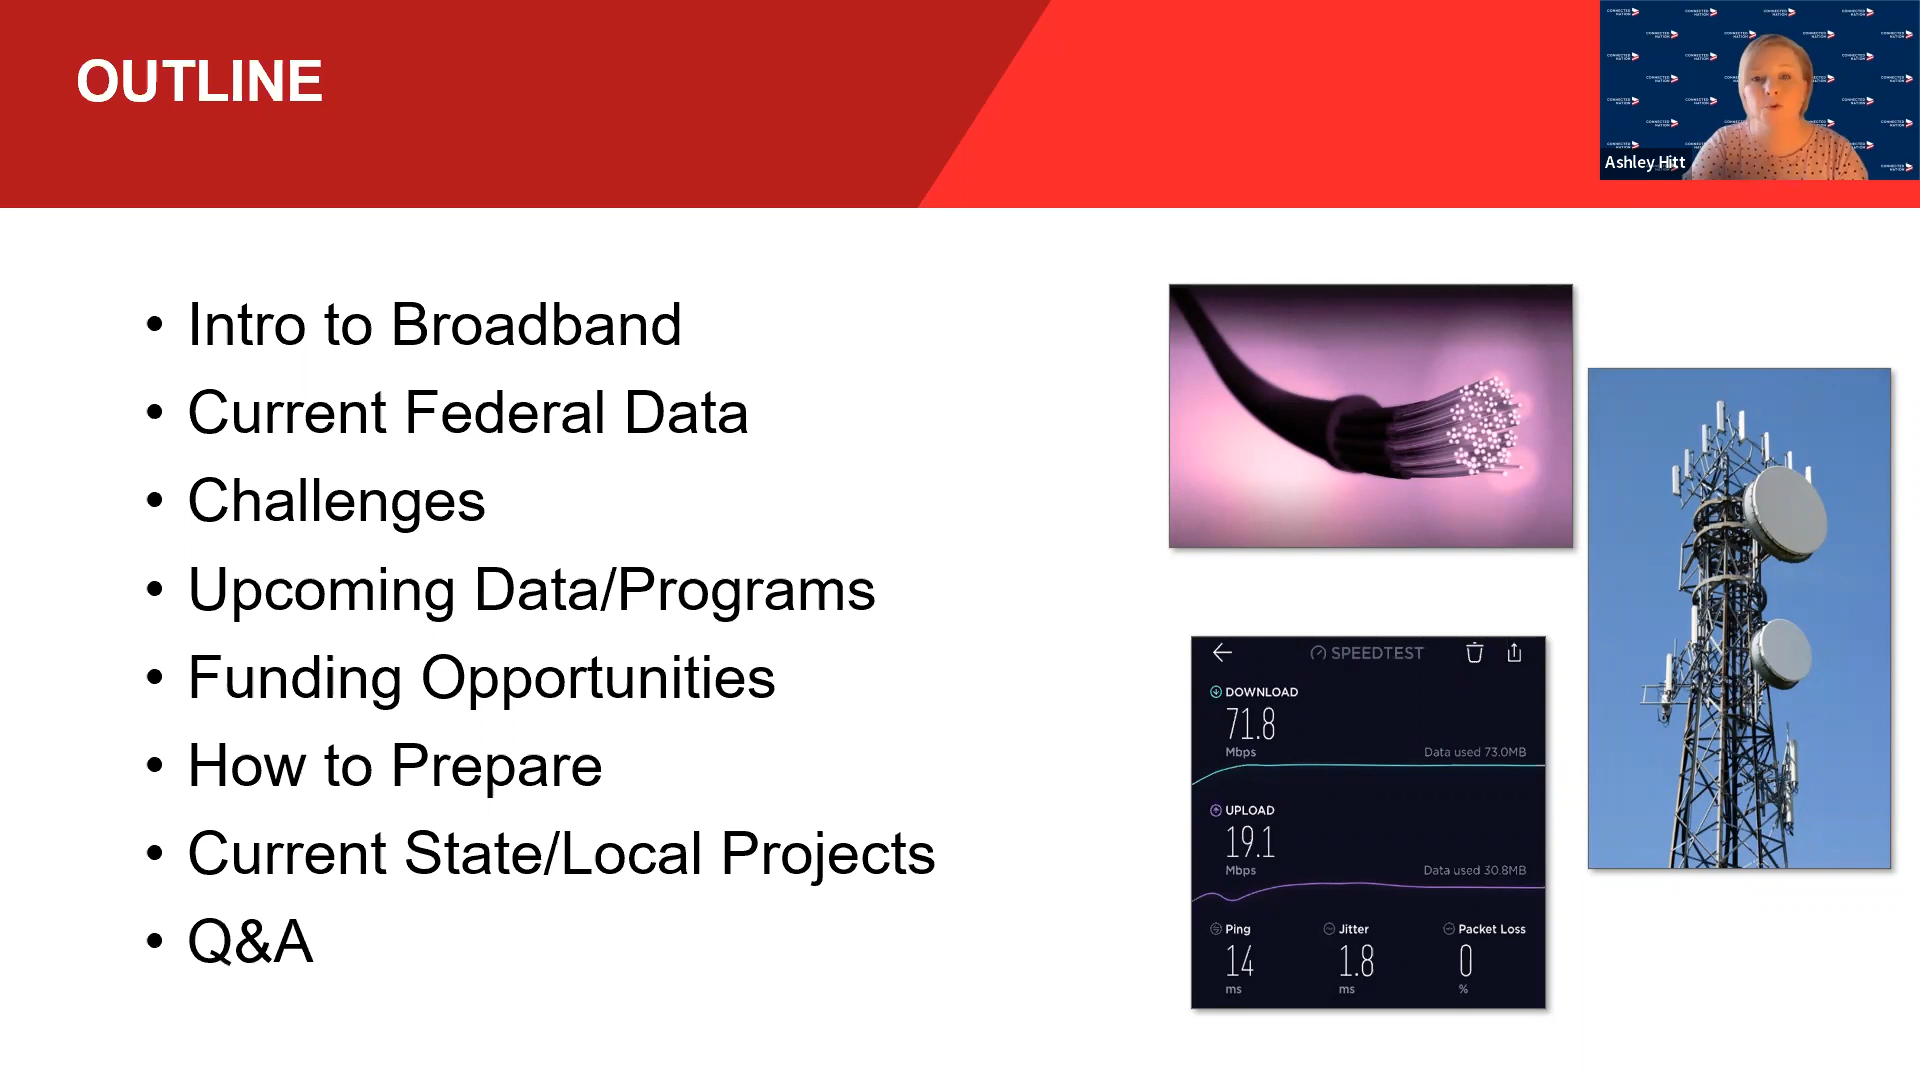 OUTLINE
CONNECTED NATION
Ashley Hitt
• Intro to Broadband
• Current Federal Data
• Challenges
• Upcoming Data/Programs
• Funding Opportunities
• How to Prepare
• Current State/Local Projects
• Q&A
SPEEDTEST
DOWNLOAD
71.8
Mbps
Data used 73.0MB
UPLOAD
19.1
Mbps
Data used 30.8MB
Ping Jitter Packet Loss
14 1.8 0
ms ms %